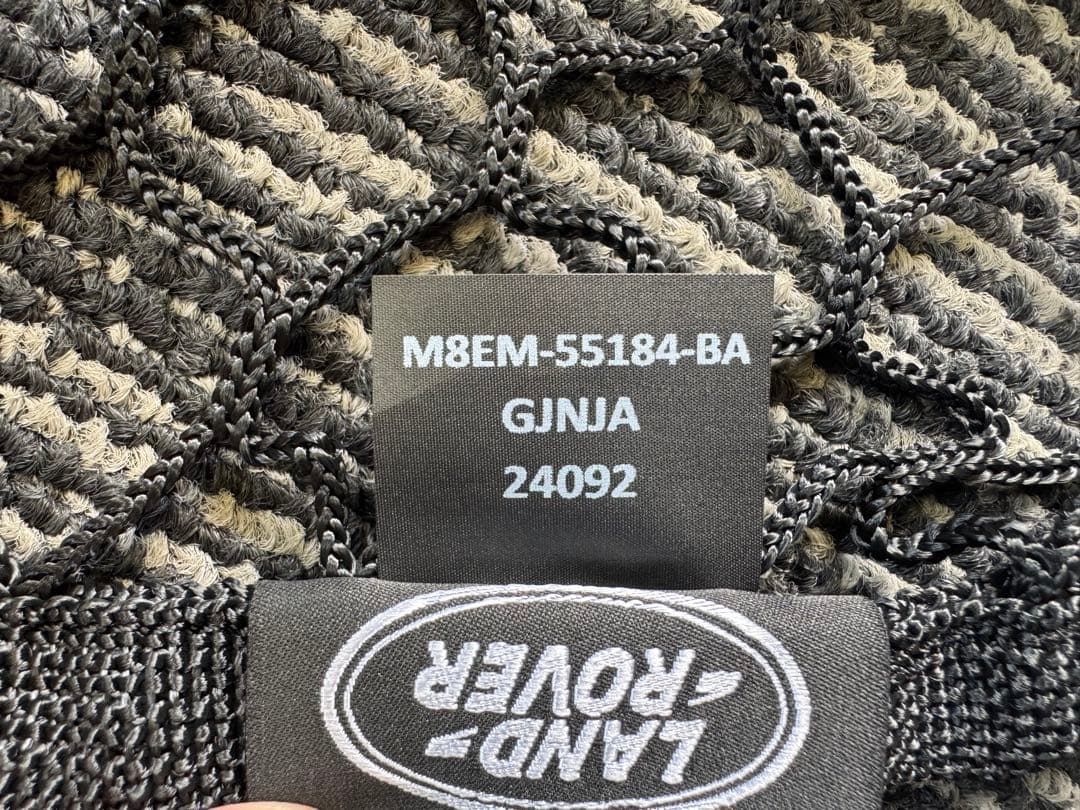 M8EM-55184-BA
GJNJA
24092
LAND
ROVER